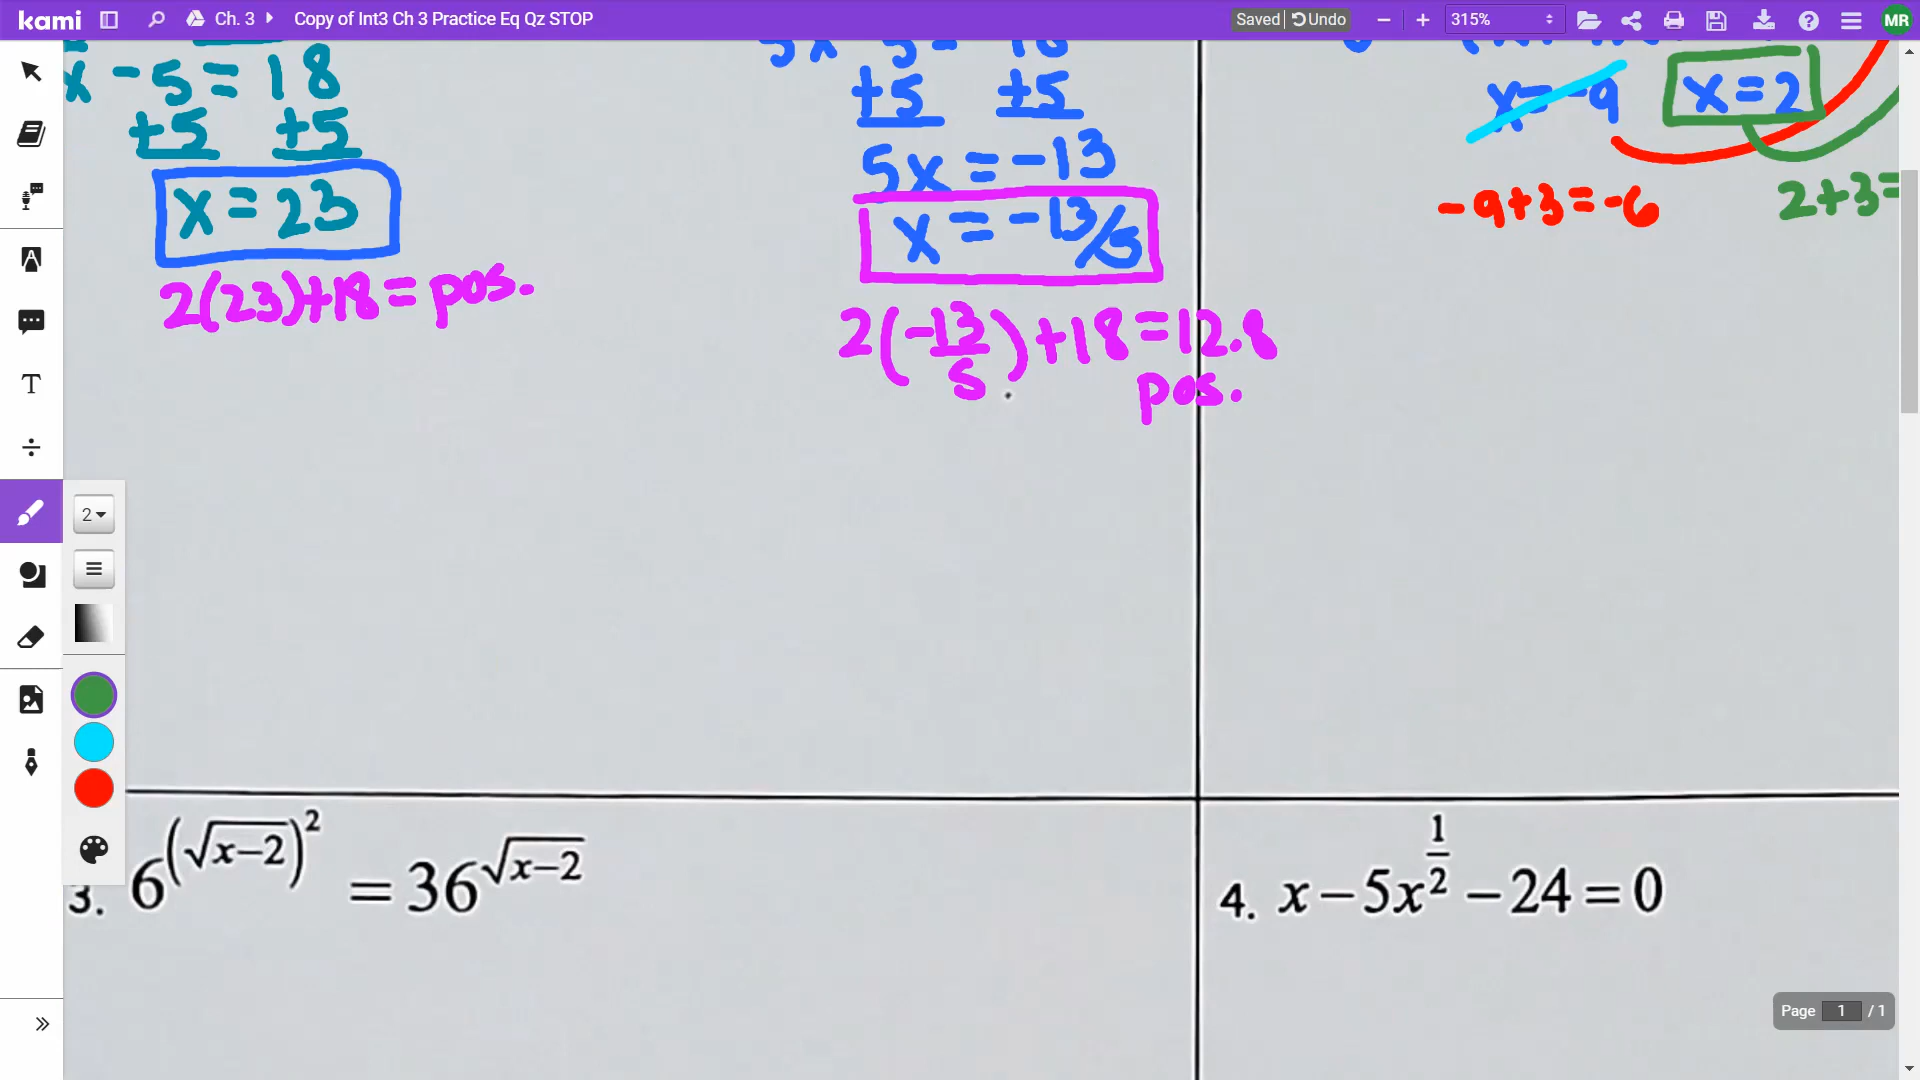 kami Ch. 3 Copy of Int3 Ch 3 Practice Eq Qz STOP Saved Undo 315% MR
x - 5 = 18
+5 +5
x = 23
2(23)+18 = pos.
+5 +5
5x = -13
x = -13/5
2(-13/5)+18 = 12.8
pos.
x = -9 x = 2
-9+3 = -6 2+3=
2
3. 6^(√(x-2))^2 = 36^√(x-2)
4. x - 5x^(1/2) - 24 = 0
Page 1 / 1